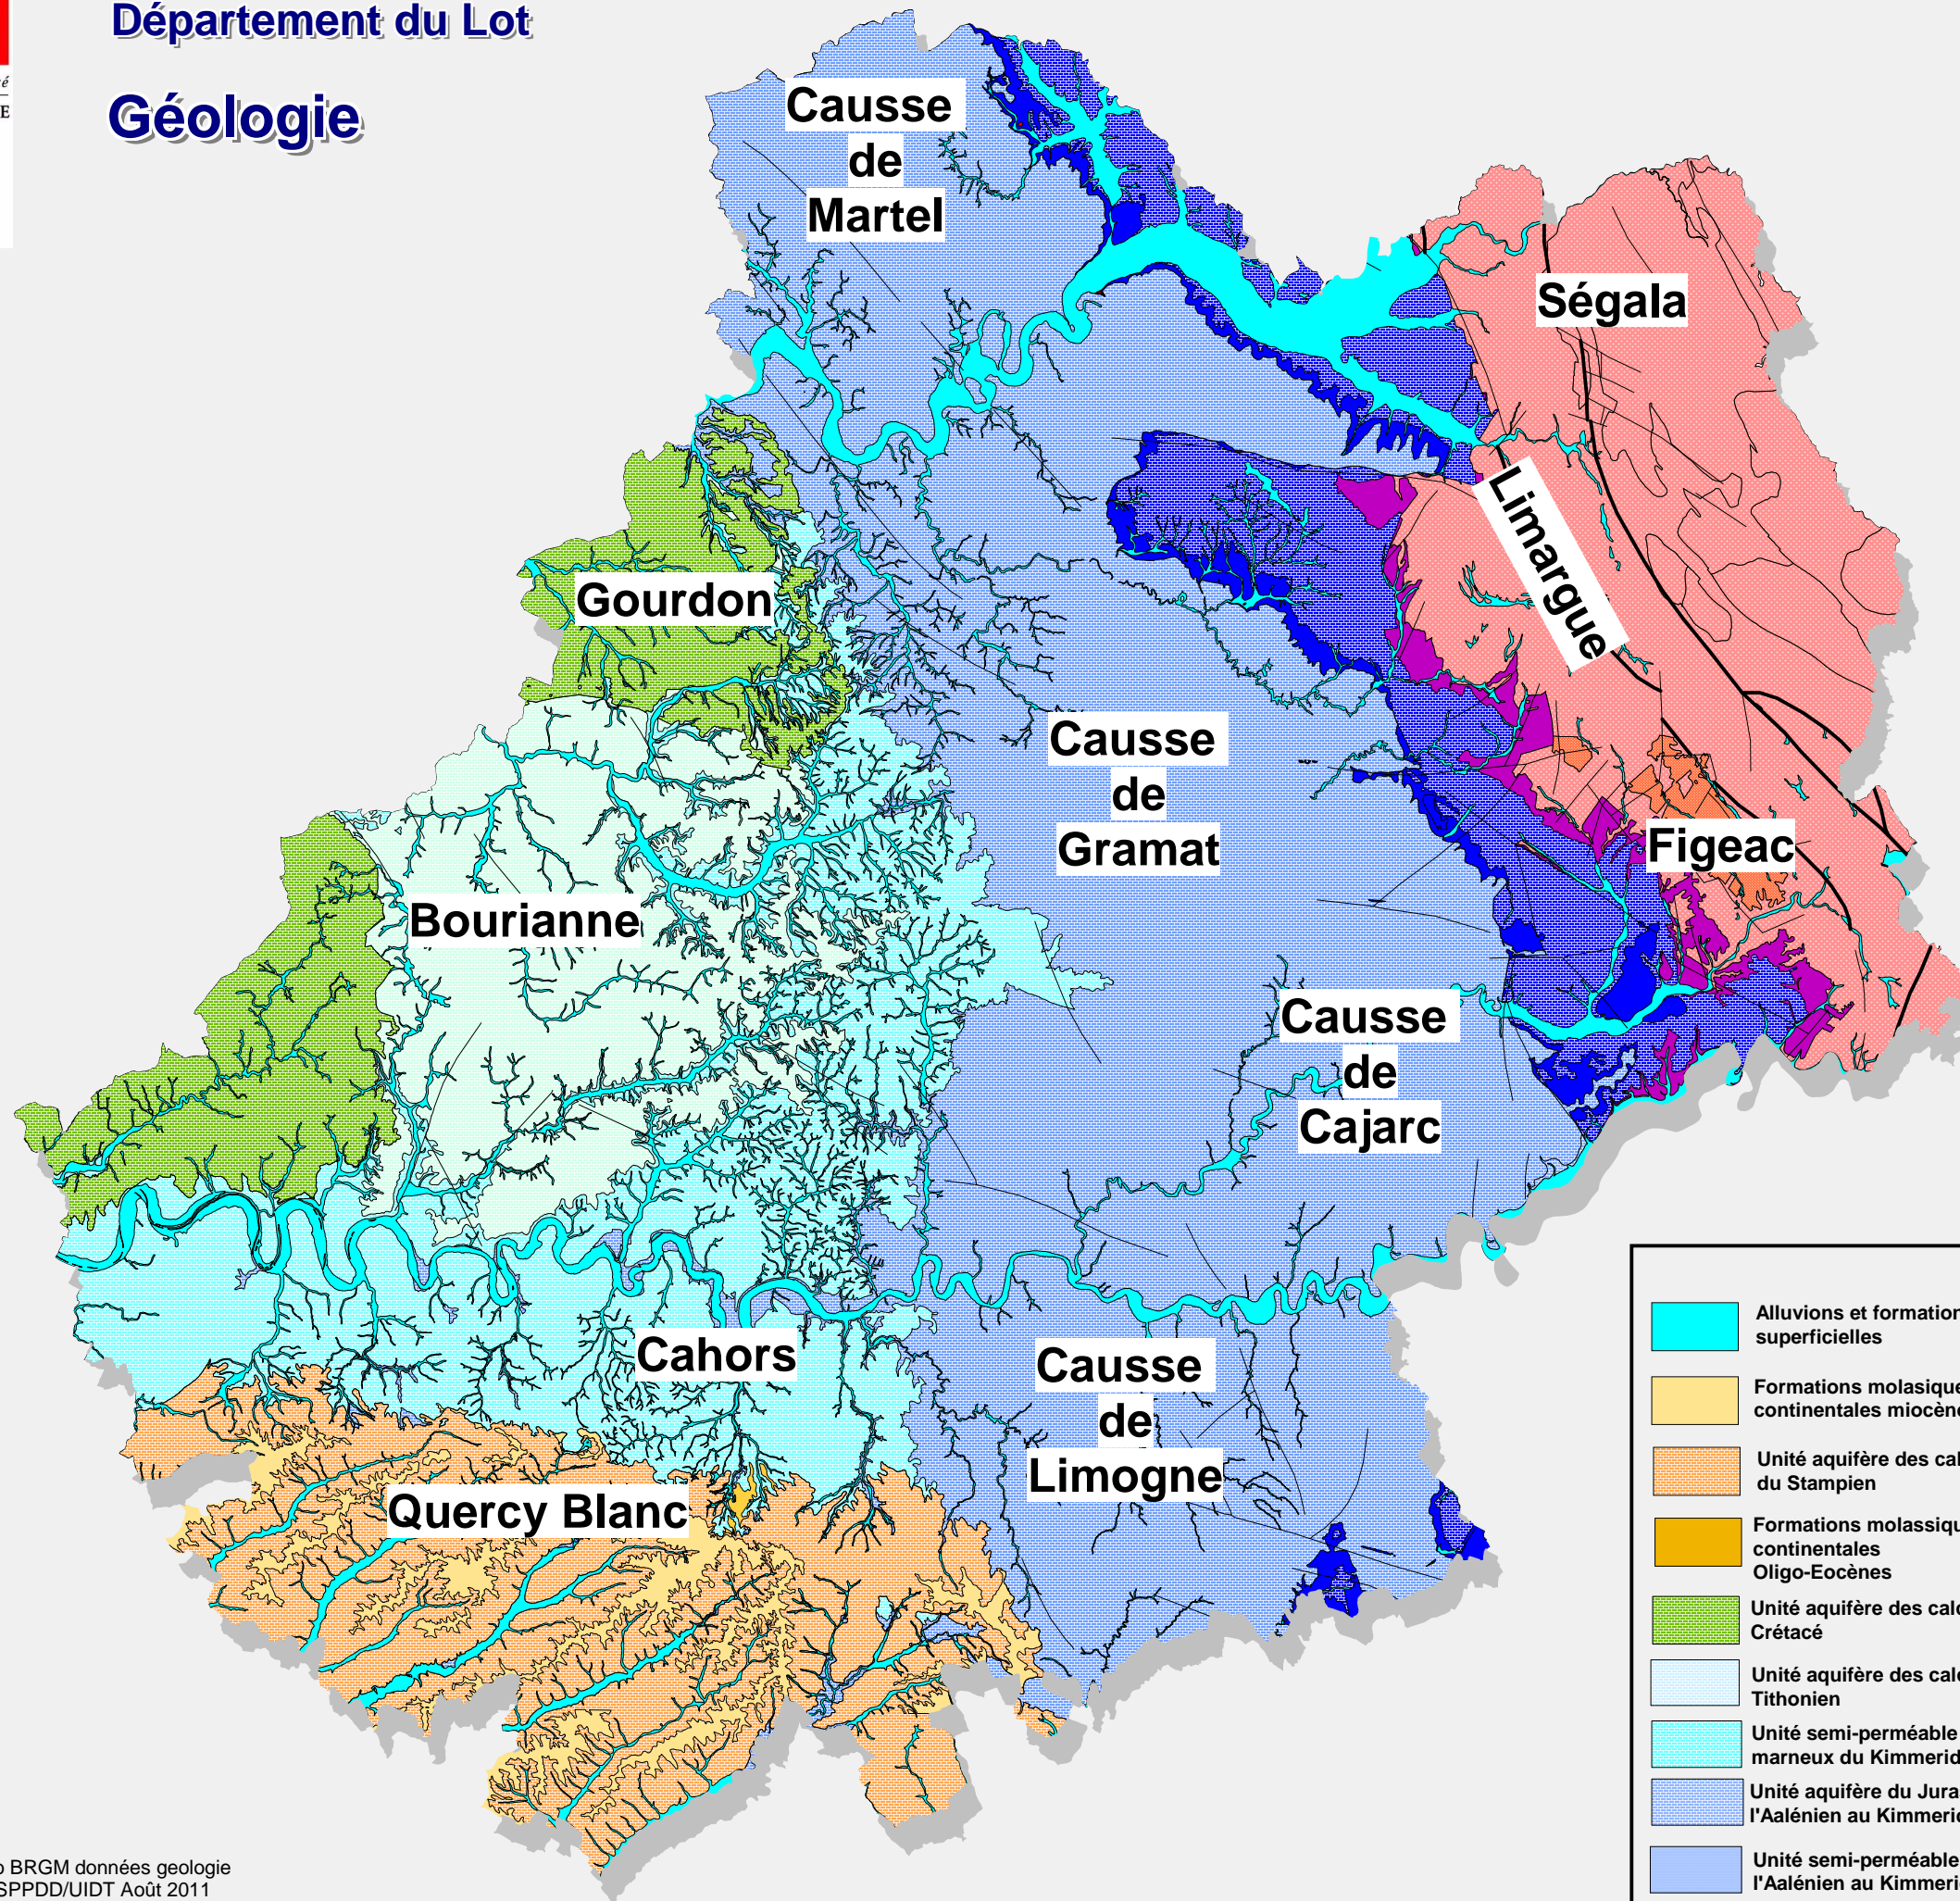 Département du Lot
Géologie
é
E
Causse
de
Martel
Ségala
Limargue
Gourdon
Causse
de
Gramat
Figeac
Bourianne
Causse
de
Cajarc
Cahors
Causse
de
Limogne
Quercy Blanc
Alluvions et formation
superficielles
Formations molasique
continentales miocèn
Unité aquifère des cal
du Stampien
Formations molassiqu
continentales
Oligo-Eocènes
Unité aquifère des calc
Crétacé
Unité aquifère des calc
Tithonien
Unité semi-perméable
marneux du Kimmerid
Unité aquifère du Jura
l'Aalénien au Kimmeric
Unité semi-perméable
l'Aalénien au Kimmeri
o BRGM données geologie
SPPDD/UIDT Août 2011